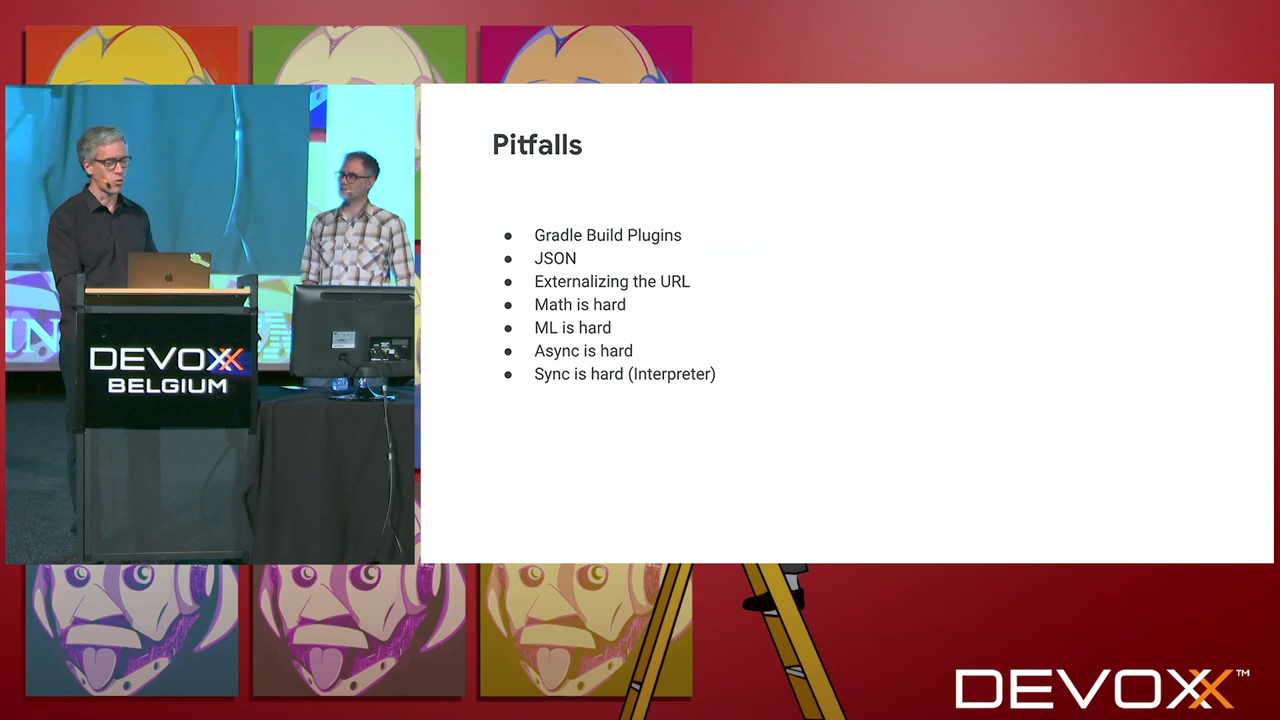 Pitfalls
● Gradle Build Plugins
● JSON
● Externalizing the URL
● Math is hard
● ML is hard
● Async is hard
● Sync is hard (Interpreter)
IN
DEVOXX
BELGIUM
DEVOXX™